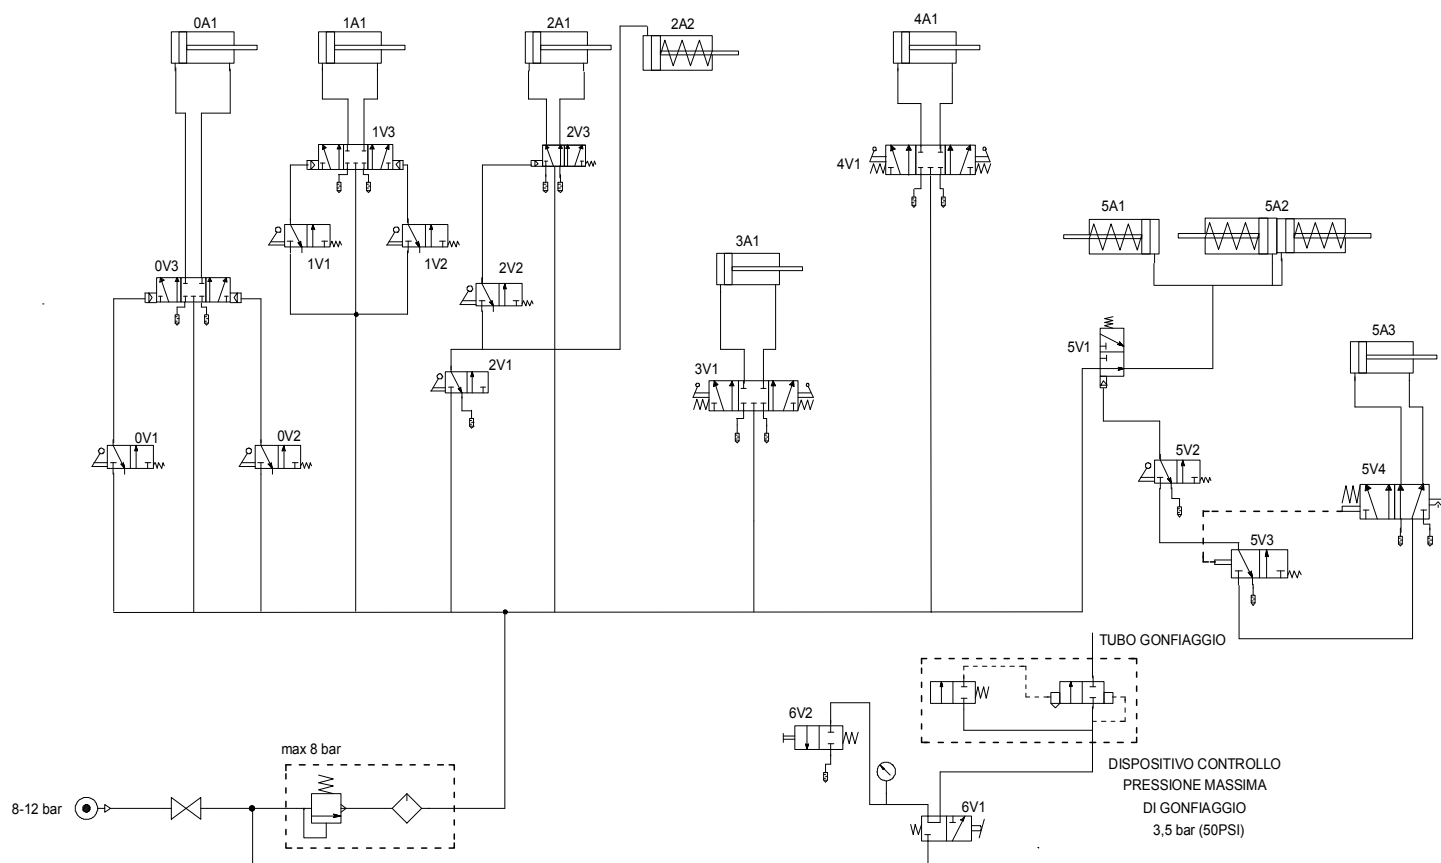 0A1
1A1
2A1
2A2
4A1
1V3
2V3
4V1
5A1
5A2
3A1
1V1
1V2
0V3
2V2
5V1
5A3
2V1
3V1
0V1
0V2
5V2
5V4
5V3
TUBO GONFIAGGIO
6V2
max 8 bar
DISPOSITIVO CONTROLLO
PRESSIONE MASSIMA
DI GONFIAGGIO
3,5 bar (50PSI)
8-12 bar
6V1